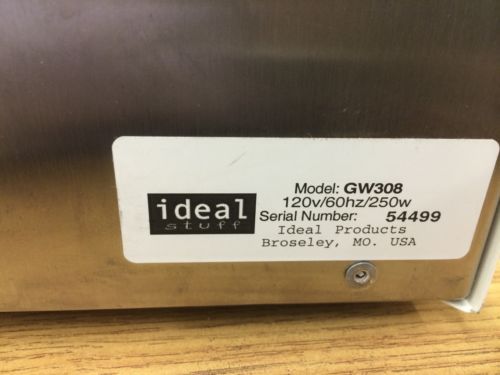 ideal
stuff
Model: GW308
120v/60hz/250w
Serial Number: 54499
Ideal Products
Broseley, MO. USA